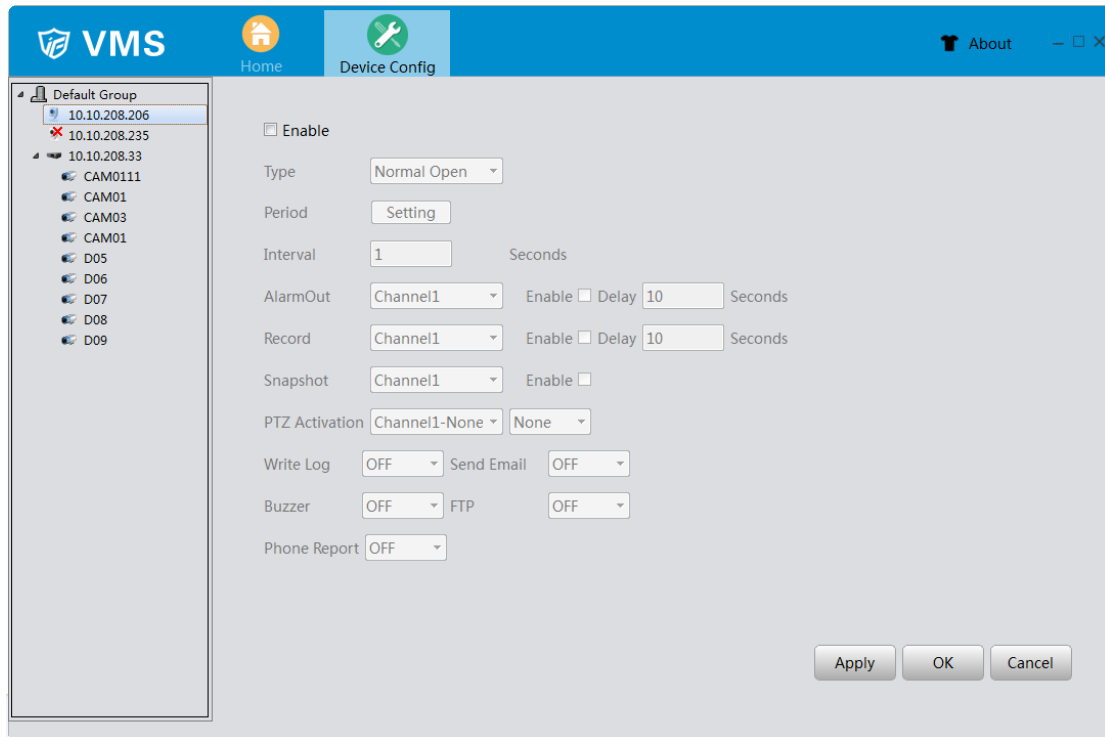 VMS
Home
Device Config
About
Default Group
10.10.208.206
10.10.208.235
10.10.208.33
CAM0111
CAM01
CAM03
CAM01
D05
D06
D07
D08
D09
Enable
Type Normal Open
Period Setting
Interval 1 Seconds
AlarmOut Channel1 Enable Delay 10 Seconds
Record Channel1 Enable Delay 10 Seconds
Snapshot Channel1 Enable
PTZ Activation Channel1-None None
Write Log OFF Send Email OFF
Buzzer OFF FTP OFF
Phone Report OFF
Apply OK Cancel